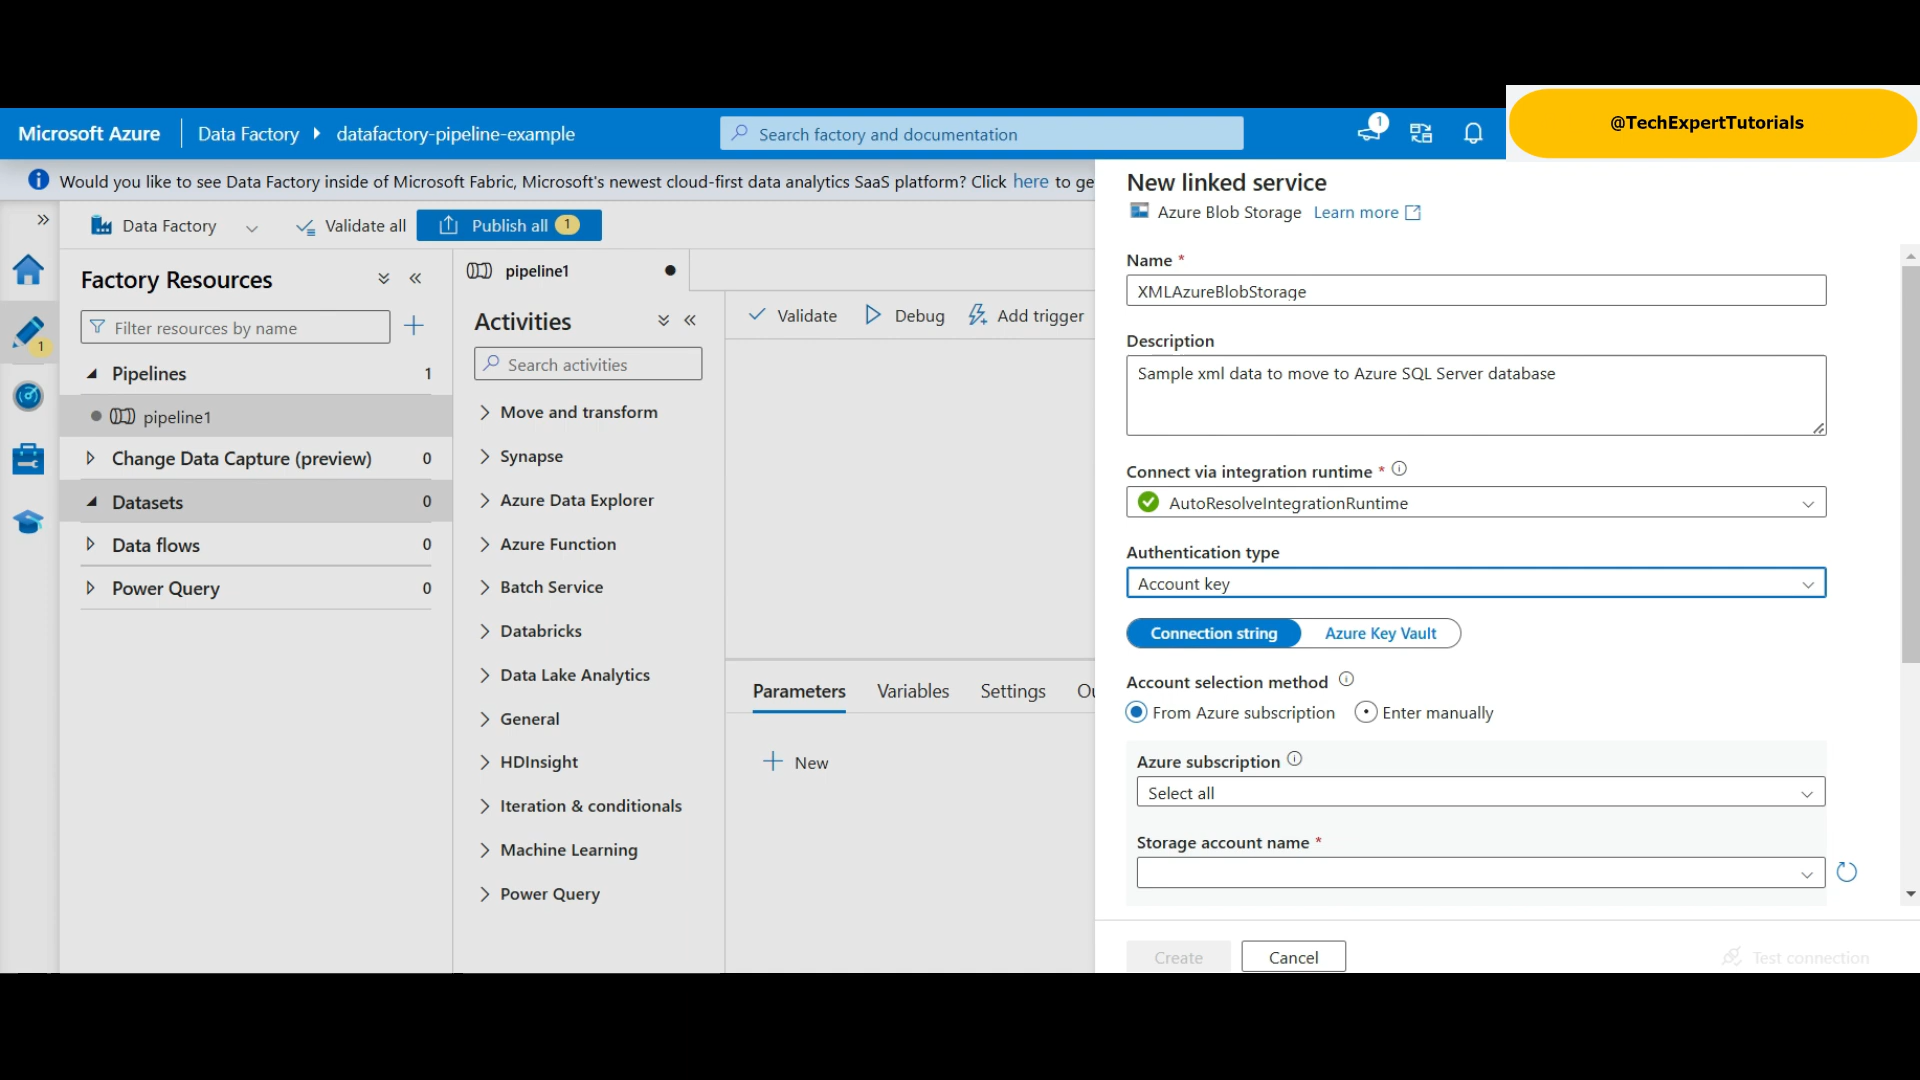 Microsoft Azure
Data Factory
datafactory-pipeline-example
Search factory and documentation
1
@TechExpertTutorials
Would you like to see Data Factory inside of Microsoft Fabric, Microsoft's newest cloud-first data analytics SaaS platform? Click here to ge
Data Factory
Validate all
Publish all 1
1
Factory Resources
Filter resources by name
Pipelines 1
pipeline1
Change Data Capture (preview) 0
Datasets 0
Data flows 0
Power Query 0
pipeline1
Activities
Search activities
Move and transform
Synapse
Azure Data Explorer
Azure Function
Batch Service
Databricks
Data Lake Analytics
General
HDInsight
Iteration & conditionals
Machine Learning
Power Query
Validate
Debug
Add trigger
Parameters
Variables
Settings
Ou
New
New linked service
Azure Blob Storage Learn more
Name *
XMLAzureBlobStorage
Description
Sample xml data to move to Azure SQL Server database
Connect via integration runtime *
AutoResolveIntegrationRuntime
Authentication type
Account key
Connection string
Azure Key Vault
Account selection method
From Azure subscription
Enter manually
Azure subscription
Select all
Storage account name *
Create
Cancel
Test connection